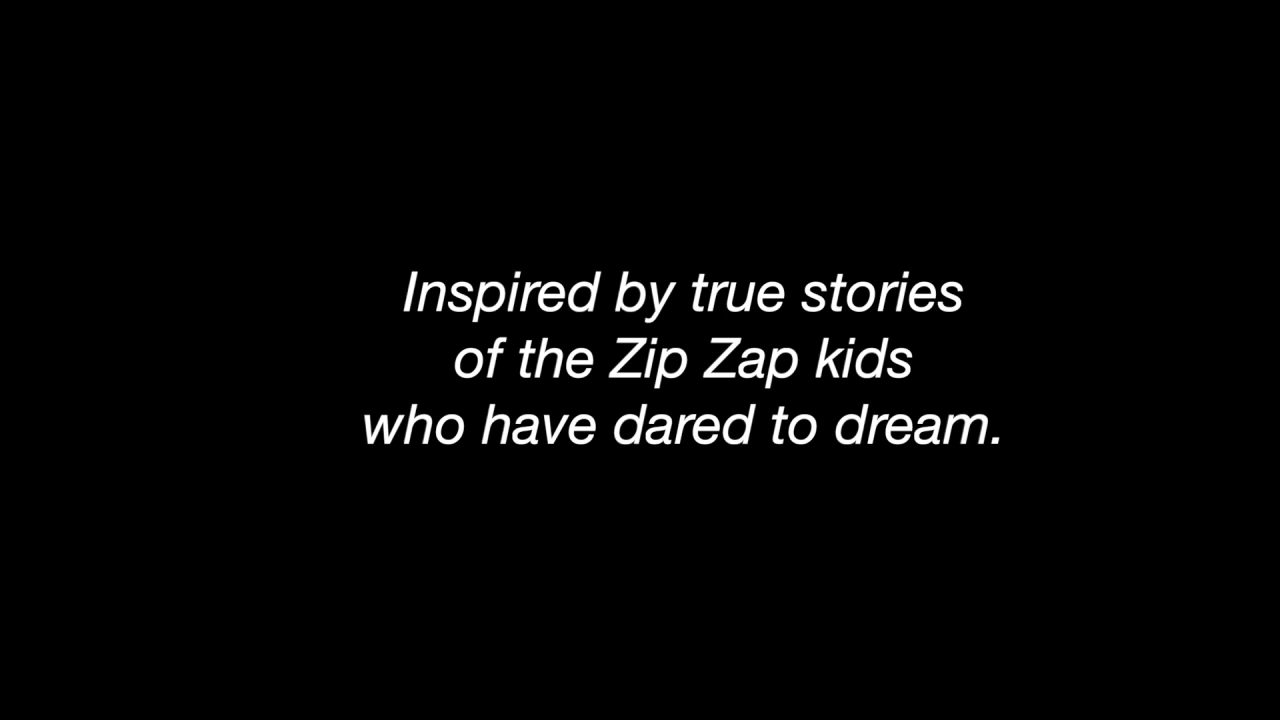 Inspired by true stories
of the Zip Zap kids
who have dared to dream.